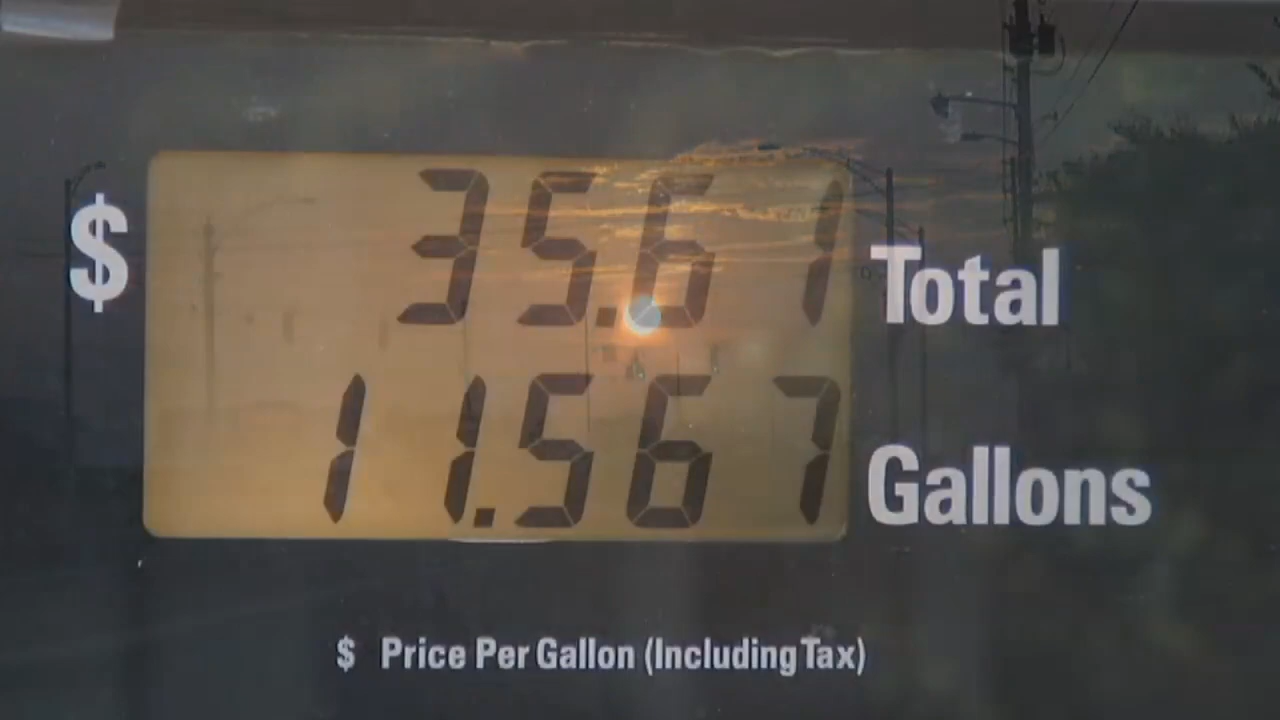 $ 35.61 Total
11.567 Gallons
$ Price Per Gallon (Including Tax)